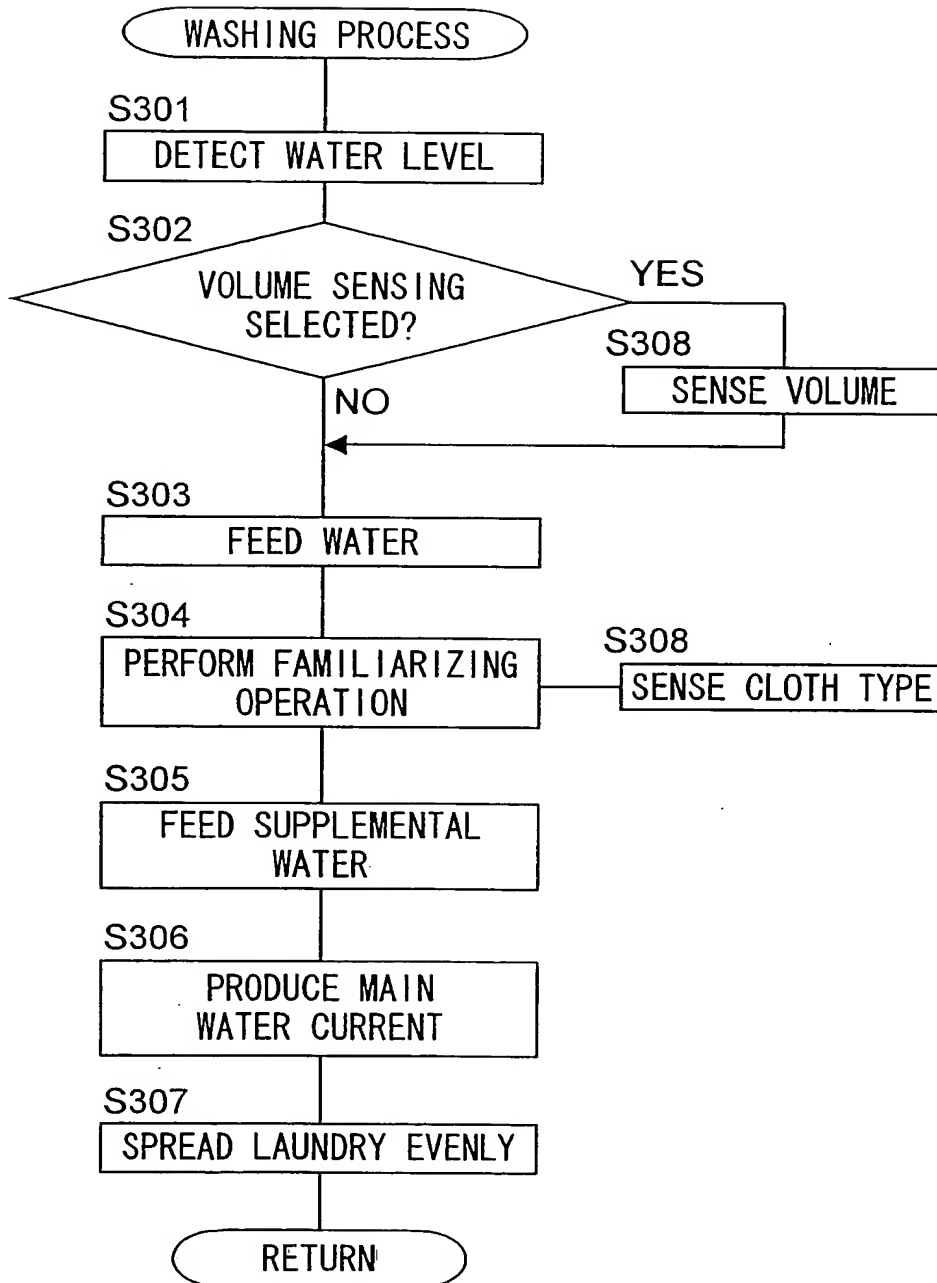 WASHING PROCESS
S301
DETECT WATER LEVEL
S302
VOLUME SENSING
SELECTED?
YES
S308
SENSE VOLUME
NO
S303
FEED WATER
S304
PERFORM FAMILIARIZING
OPERATION
S308
SENSE CLOTH TYPE
S305
FEED SUPPLEMENTAL
WATER
S306
PRODUCE MAIN
WATER CURRENT
S307
SPREAD LAUNDRY EVENLY
RETURN